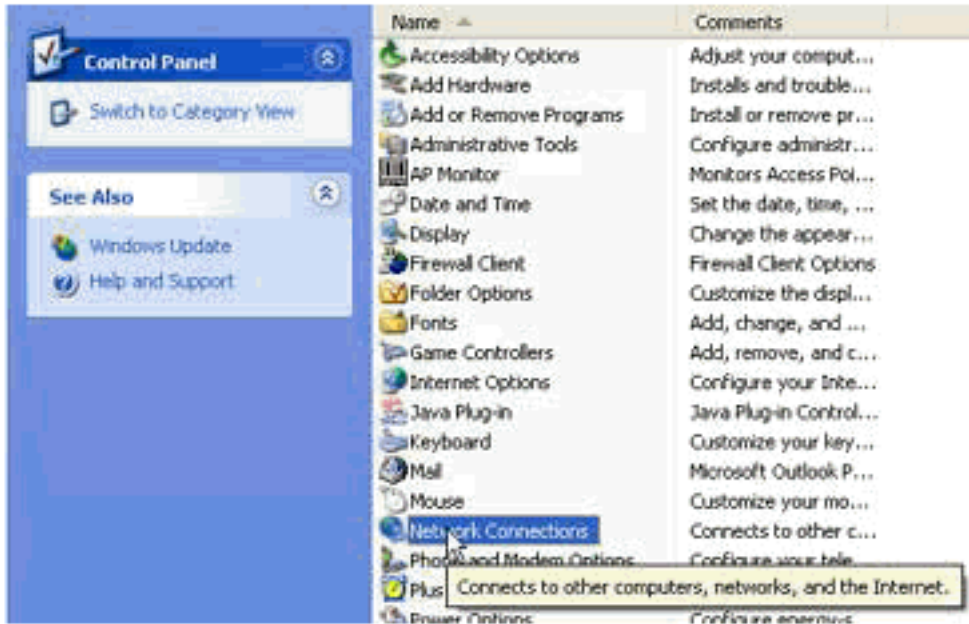 Control Panel
Switch to Category View
See Also
Windows Update
Help and Support
Name Comments
Accessibility Options Adjust your comput...
Add Hardware Installs and trouble...
Add or Remove Programs Install or remove pr...
Administrative Tools Configure administr...
AP Monitor Monitors Access Poi...
Date and Time Set the date, time, ...
Display Change the appear...
Firewall Client Firewall Client Options
Folder Options Customize the displ...
Fonts Add, change, and ...
Game Controllers Add, remove, and c...
Internet Options Configure your Inte...
Java Plug-in Java Plug-in Control...
Keyboard Customize your key...
Mail Microsoft Outlook P...
Mouse Customize your mo...
Network Connections Connects to other c...
Phone and Modem Options Configure your tele...
Plus
Connects to other computers, networks, and the Internet.
Power Options Configure energy-s...